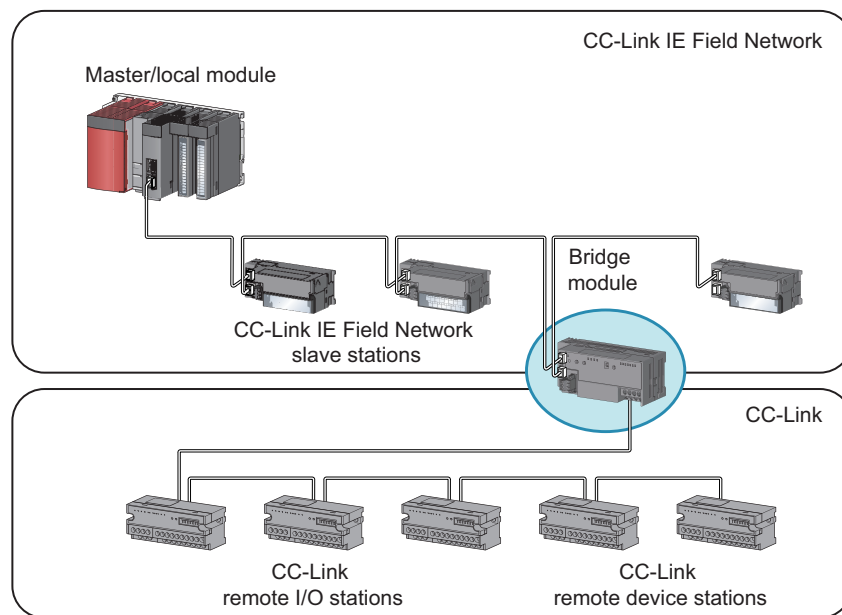 CC-Link IE Field Network
Master/local module
Bridge
module
CC-Link IE Field Network
slave stations
CC-Link
CC-Link
remote I/O stations
CC-Link
remote device stations